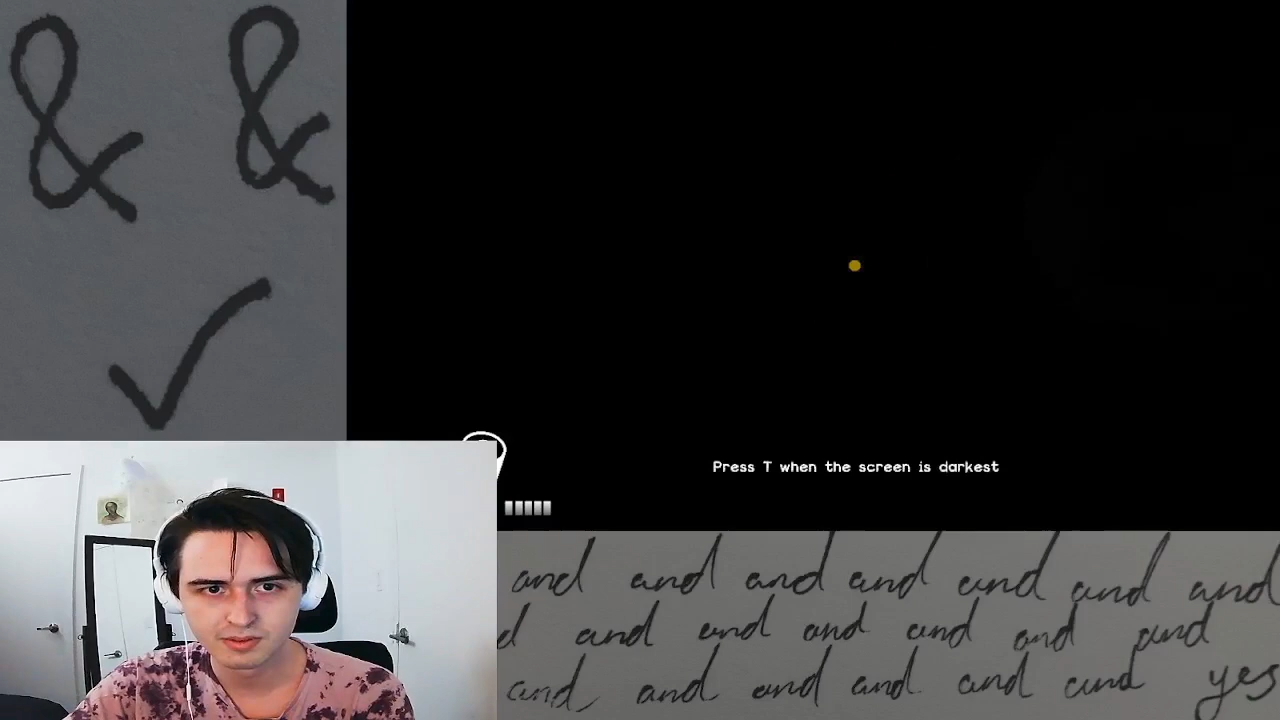 & &
Press T when the screen is darkest
and and and and and and and
and and and and and and
and and and and and and yes